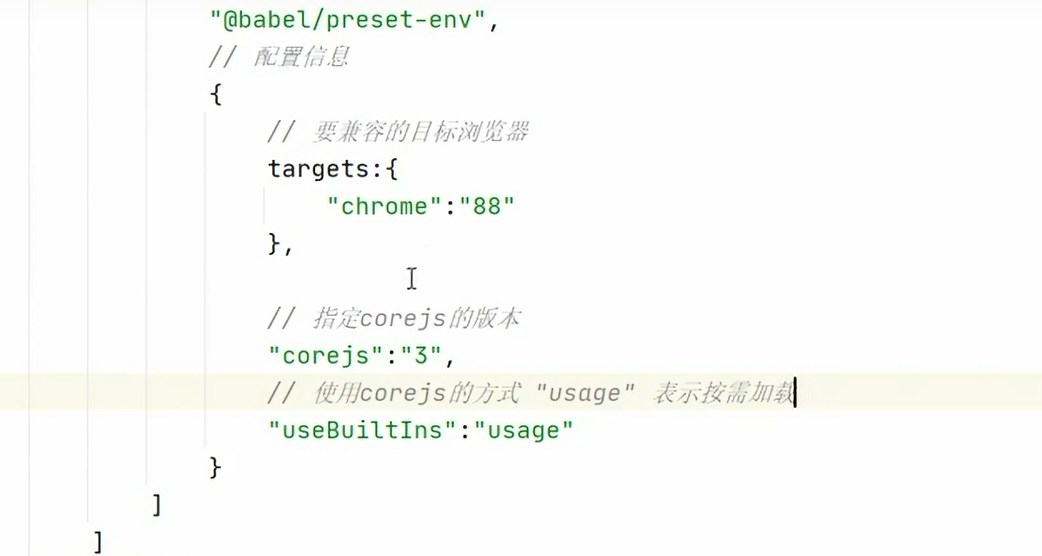 "@babel/preset-env",
// 配置信息
{
// 要兼容的目标浏览器
targets:{
"chrome":"88"
},
// 指定corejs的版本
"corejs":"3",
// 使用corejs的方式 "usage" 表示按需加载
"useBuiltIns":"usage"
}
]
]